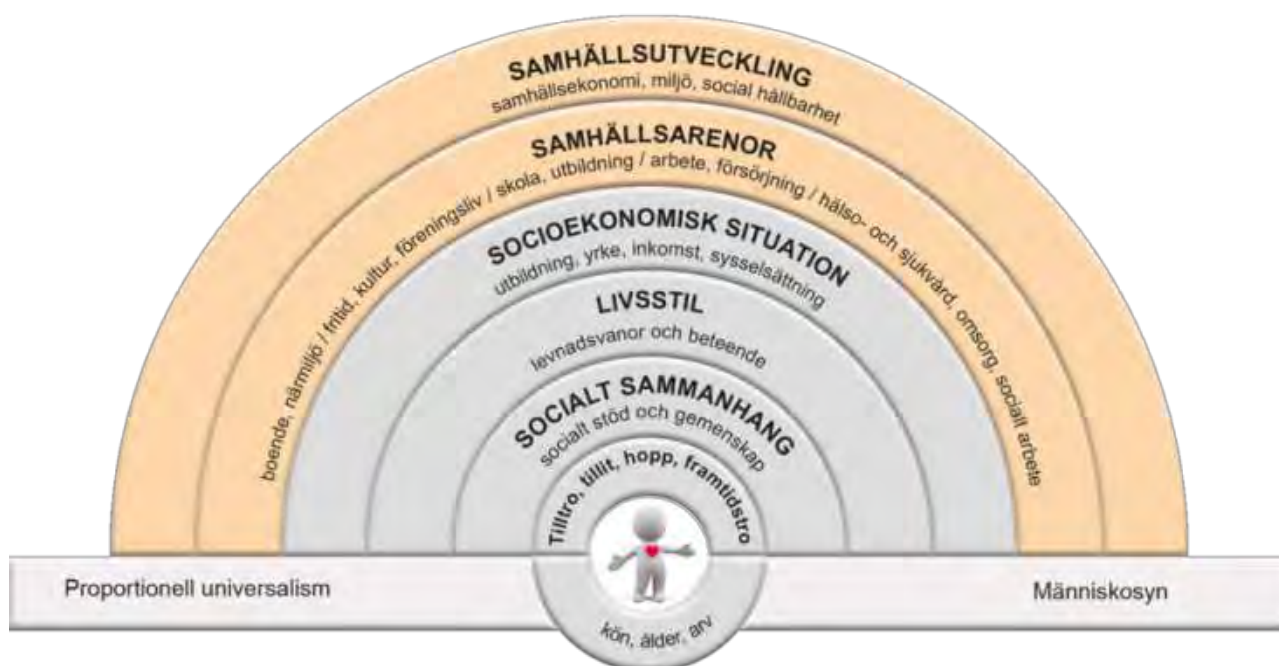 SAMHÄLLSUTVECKLING
samhällsekonomi, miljö, social hållbarhet
SAMHÄLLSARENOR
boende, närmiljö / fritid, kultur, föreningsliv / skola, utbildning / arbete, försörjning / hälso- och sjukvård, omsorg, socialt arbete
SOCIOEKONOMISK SITUATION
utbildning, yrke, inkomst, sysselsättning
LIVSSTIL
levnadsvanor och beteende
SOCIALT SAMMANHANG
socialt stöd och gemenskap
Tilltro, tillit, hopp, framtidstro
Proportionell universalism
Människosyn
kön, ålder, arv